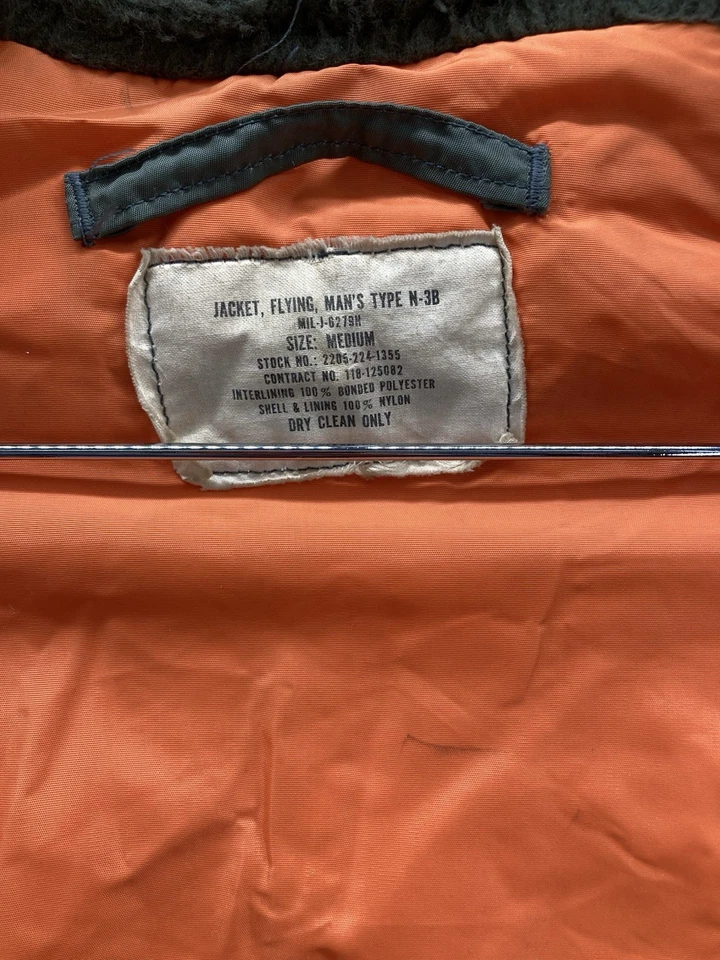 JACKET, FLYING, MAN'S TYPE N-3B
MIL-J-6279H
SIZE: MEDIUM
STOCK NO.: 2205-224-1355
CONTRACT NO. 118-125082
INTERLINING 100% BONDED POLYESTER
SHELL & LINING 100% NYLON
DRY CLEAN ONLY